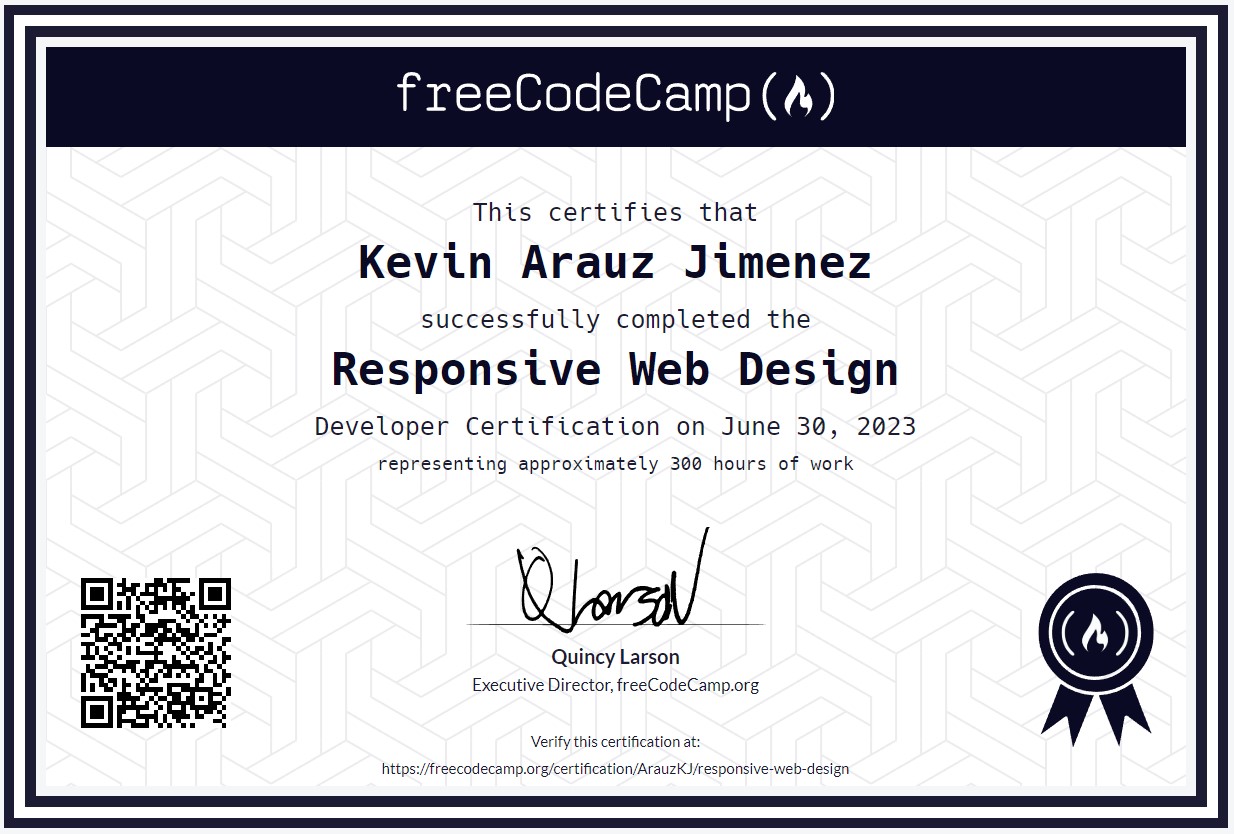 freeCodeCamp(🔥)
This certifies that
Kevin Arauz Jimenez
successfully completed the
Responsive Web Design
Developer Certification on June 30, 2023
representing approximately 300 hours of work
QLarson
Quincy Larson
Executive Director, freeCodeCamp.org
Verify this certification at:
https://freecodecamp.org/certification/ArauzKJ/responsive-web-design